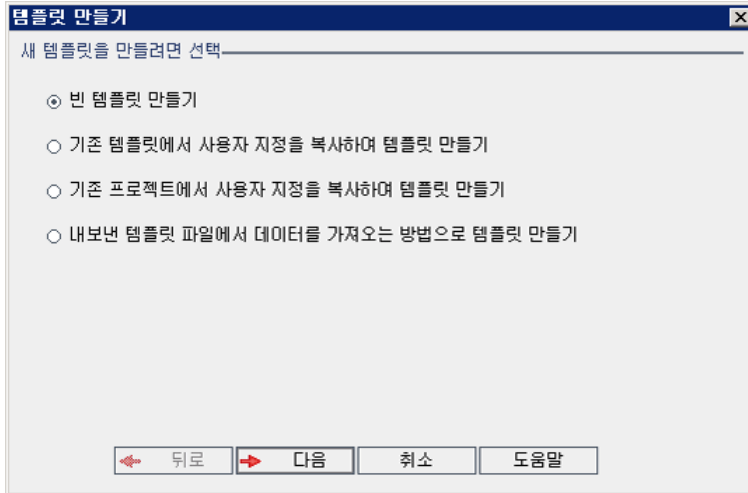 템플릿 만들기
새 템플릿을 만들려면 선택
빈 템플릿 만들기
기존 템플릿에서 사용자 지정을 복사하여 템플릿 만들기
기존 프로젝트에서 사용자 지정을 복사하여 템플릿 만들기
내보낸 템플릿 파일에서 데이터를 가져오는 방법으로 템플릿 만들기
뒤로 다음 취소 도움말